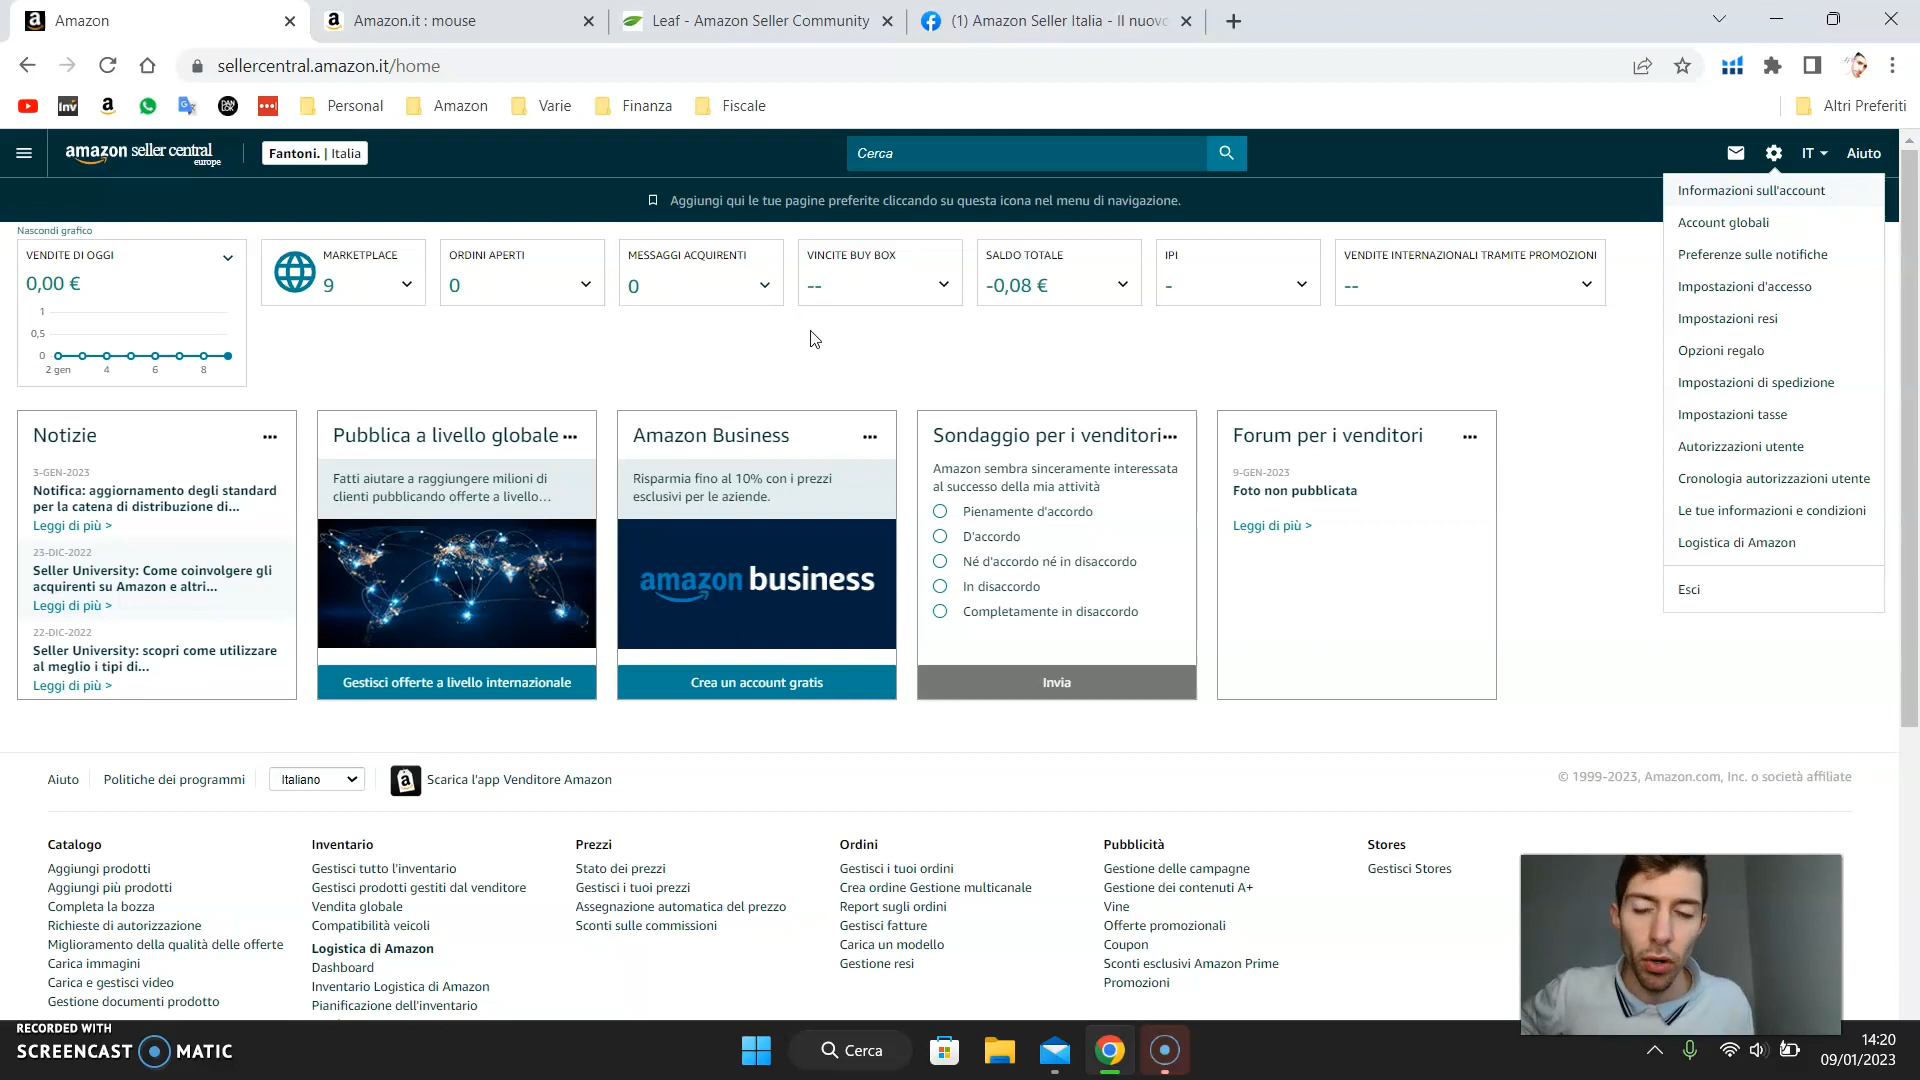 Amazon
Amazon.it : mouse
Leaf - Amazon Seller Community
(1) Amazon Seller Italia - Il nuovo
sellercentral.amazon.it/home
Inv
Personal
Amazon
Varie
Finanza
Fiscale
Altri Preferiti
amazon seller central
europe
Fantoni. | Italia
Cerca
IT
Aiuto
Aggiungi qui le tue pagine preferite cliccando su questa icona nel menu di navigazione.
Informazioni sull'account
Account globali
Preferenze sulle notifiche
Impostazioni d'accesso
Impostazioni resi
Opzioni regalo
Impostazioni di spedizione
Impostazioni tasse
Autorizzazioni utente
Cronologia autorizzazioni utente
Le tue informazioni e condizioni
Logistica di Amazon
Esci
Nascondi grafico
VENDITE DI OGGI
0,00 €
1
0,5
0
2 gen 4 6 8
MARKETPLACE
9
ORDINI APERTI
0
MESSAGGI ACQUIRENTI
0
VINCITE BUY BOX
--
SALDO TOTALE
-0,08 €
IPI
-
VENDITE INTERNAZIONALI TRAMITE PROMOZIONI
--
Notizie
3-GEN-2023
Notifica: aggiornamento degli standard
per la catena di distribuzione di...
Leggi di più >
23-DIC-2022
Seller University: Come coinvolgere gli
acquirenti su Amazon e altri...
Leggi di più >
22-DIC-2022
Seller University: scopri come utilizzare
al meglio i tipi di...
Leggi di più >
Pubblica a livello globale
Fatti aiutare a raggiungere milioni di
clienti pubblicando offerte a livello...
Gestisci offerte a livello internazionale
Amazon Business
Risparmia fino al 10% con i prezzi
esclusivi per le aziende.
amazon business
Crea un account gratis
Sondaggio per i venditori
Amazon sembra sinceramente interessata
al successo della mia attività
Pienamente d'accordo
D'accordo
Né d'accordo né in disaccordo
In disaccordo
Completamente in disaccordo
Invia
Forum per i venditori
9-GEN-2023
Foto non pubblicata
Leggi di più >
Aiuto
Politiche dei programmi
Italiano
Scarica l'app Venditore Amazon
© 1999-2023, Amazon.com, Inc. o società affiliate
Catalogo
Aggiungi prodotti
Aggiungi più prodotti
Completa la bozza
Richieste di autorizzazione
Miglioramento della qualità delle offerte
Carica immagini
Carica e gestisci video
Gestione documenti prodotto
Inventario
Gestisci tutto l'inventario
Gestisci prodotti gestiti dal venditore
Vendita globale
Compatibilità veicoli
Logistica di Amazon
Dashboard
Inventario Logistica di Amazon
Pianificazione dell'inventario
Prezzi
Stato dei prezzi
Gestisci i tuoi prezzi
Assegnazione automatica del prezzo
Sconti sulle commissioni
Ordini
Gestisci i tuoi ordini
Crea ordine Gestione multicanale
Report sugli ordini
Gestisci fatture
Carica un modello
Gestione resi
Pubblicità
Gestione delle campagne
Gestione dei contenuti A+
Vine
Offerte promozionali
Coupon
Sconti esclusivi Amazon Prime
Promozioni
Stores
Gestisci Stores
RECORDED WITH
SCREENCAST MATIC
Cerca
14:20
09/01/2023